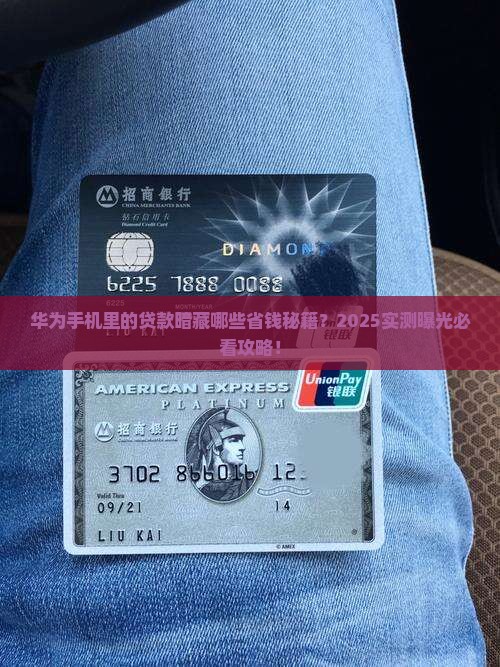 招商银行
CHINA MERCHANTS BANK
钻石信用卡
Diamond Credit Card
DIAMON
6225 7888 0088
华为手机里的贷款暗藏哪些省钱秘籍？2025实测曝光必
看攻略！
LIU KAI
AMERICAN EXPRESS
PLATINUM
UnionPay
银联
招商银行
3702 866016 12
Valid Thru
09/21
14
LIU KAI
© AMEX